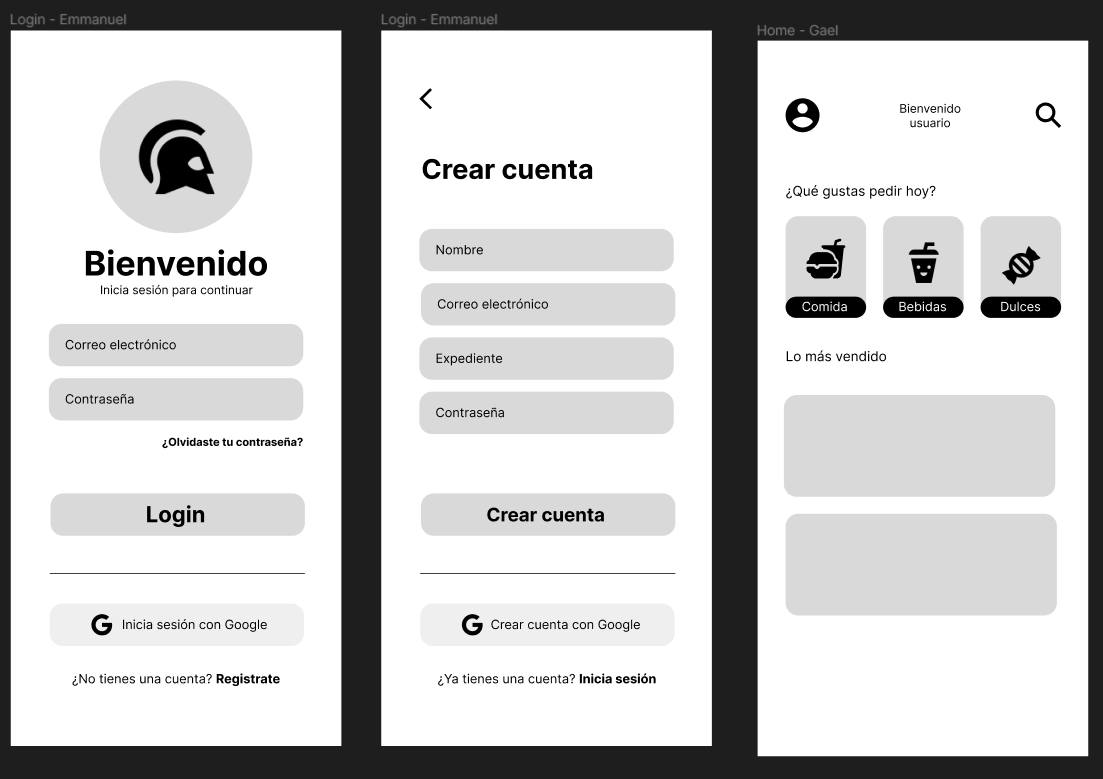 Login - Emmanuel
Bienvenido
Inicia sesión para continuar
Correo electrónico
Contraseña
¿Olvidaste tu contraseña?
Login
Inicia sesión con Google
¿No tienes una cuenta? Registrate
Login - Emmanuel
Crear cuenta
Nombre
Correo electrónico
Expediente
Contraseña
Crear cuenta
Crear cuenta con Google
¿Ya tienes una cuenta? Inicia sesión
Home - Gael
Bienvenido
usuario
¿Qué gustas pedir hoy?
Comida
Bebidas
Dulces
Lo más vendido